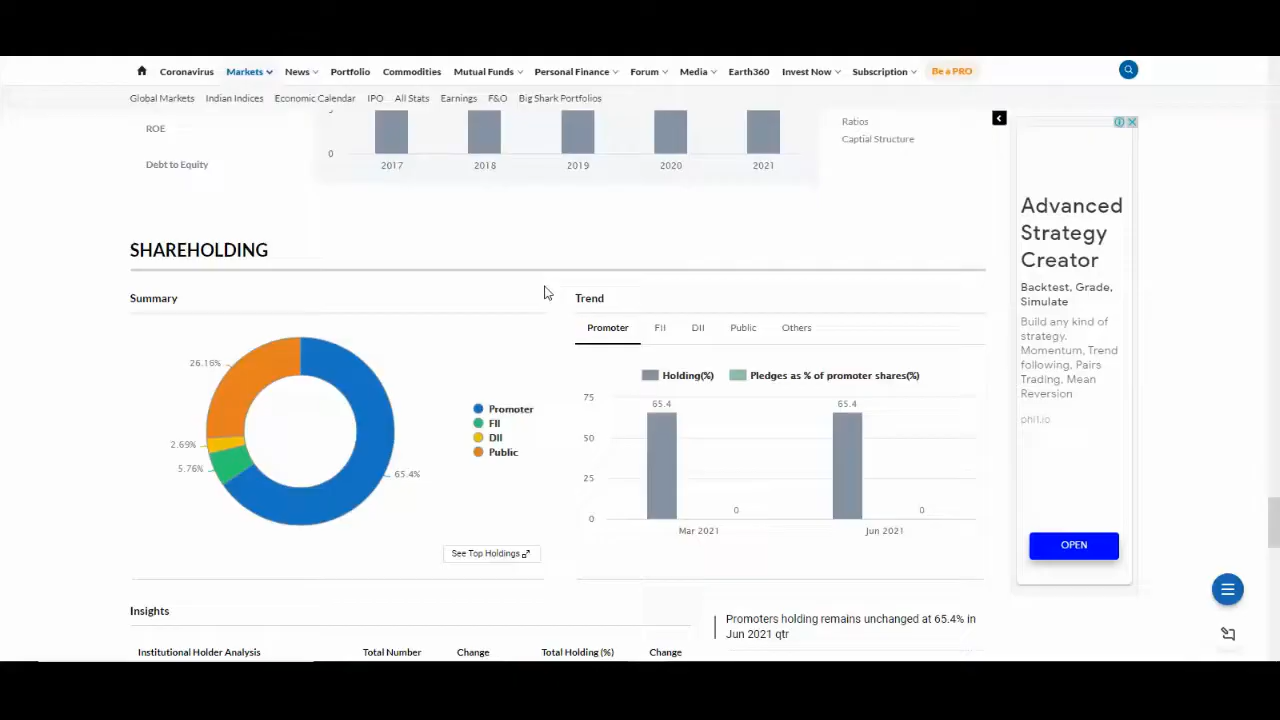 Coronavirus Markets News Portfolio Commodities Mutual Funds Personal Finance Forum Media Earth360 Invest Now Subscription Be a PRO
Global Markets Indian Indices Economic Calendar IPO All Stats Earnings F&O Big Shark Portfolios
ROE
Debt to Equity
0
2017 2018 2019 2020 2021
Ratios
Captial Structure
SHAREHOLDING
Summary
26.16%
2.69%
5.76%
65.4%
Promoter
FII
DII
Public
See Top Holdings
Trend
Promoter FII DII Public Others
Holding(%) Pledges as % of promoter shares(%)
75
50
25
0
65.4 0 65.4 0
Mar 2021 Jun 2021
Insights
Institutional Holder Analysis Total Number Change Total Holding (%) Change
Promoters holding remains unchanged at 65.4% in
Jun 2021 qtr
Advanced
Strategy
Creator
Backtest, Grade,
Simulate
Build any kind of
strategy.
Momentum, Trend
following, Pairs
Trading, Mean
Reversion
phi1.io
OPEN